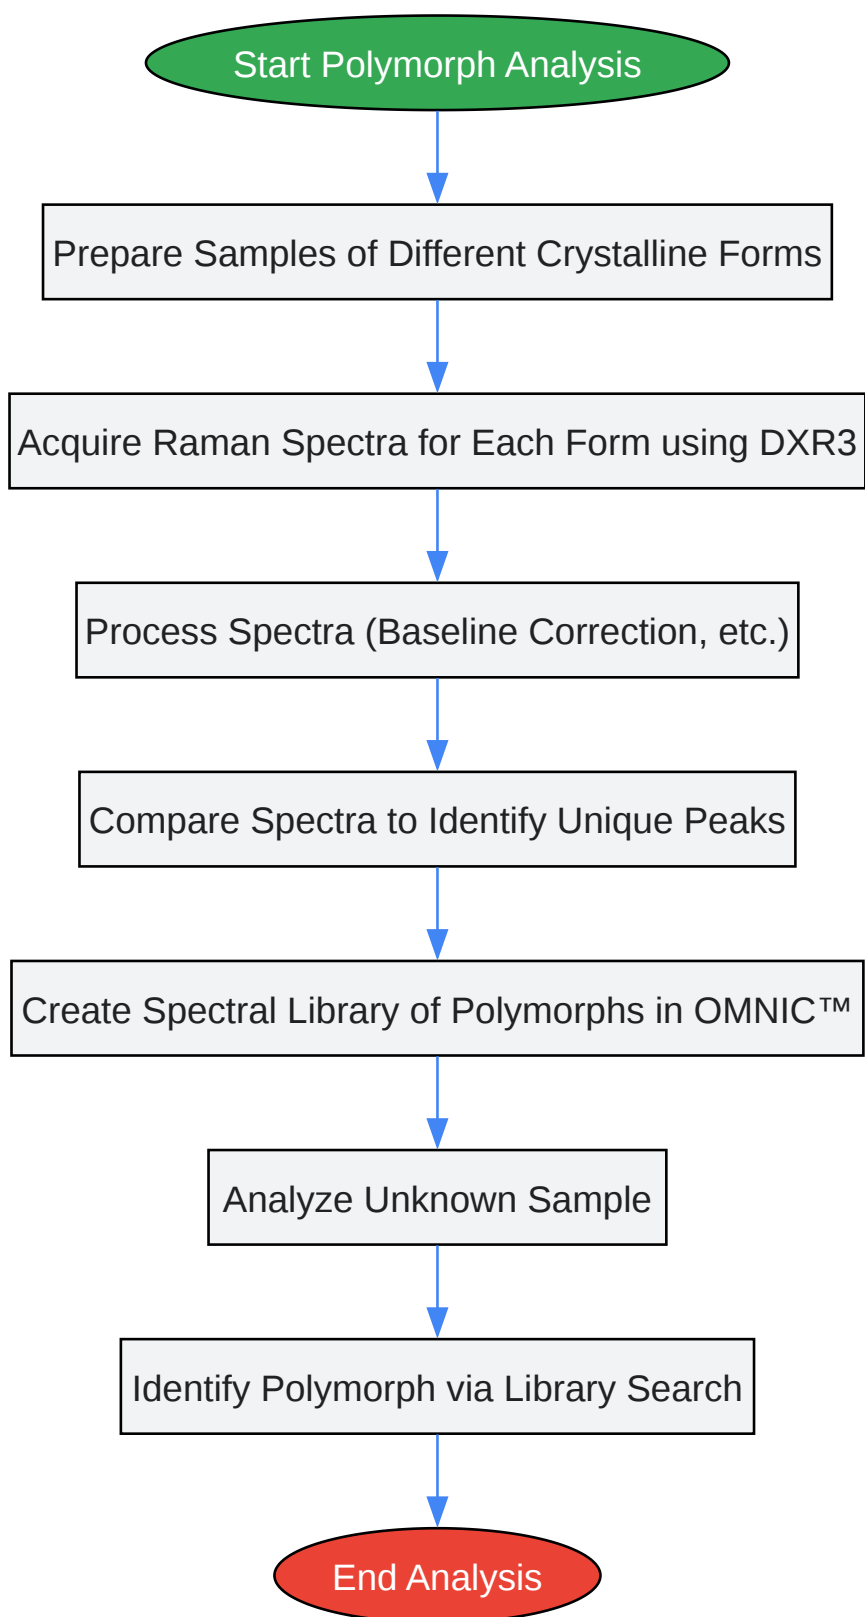 Start Polymorph Analysis
Prepare Samples of Different Crystalline Forms
Acquire Raman Spectra for Each Form using DXR3
Process Spectra (Baseline Correction, etc.)
Compare Spectra to Identify Unique Peaks
Create Spectral Library of Polymorphs in OMNIC™
Analyze Unknown Sample
Identify Polymorph via Library Search
End Analysis